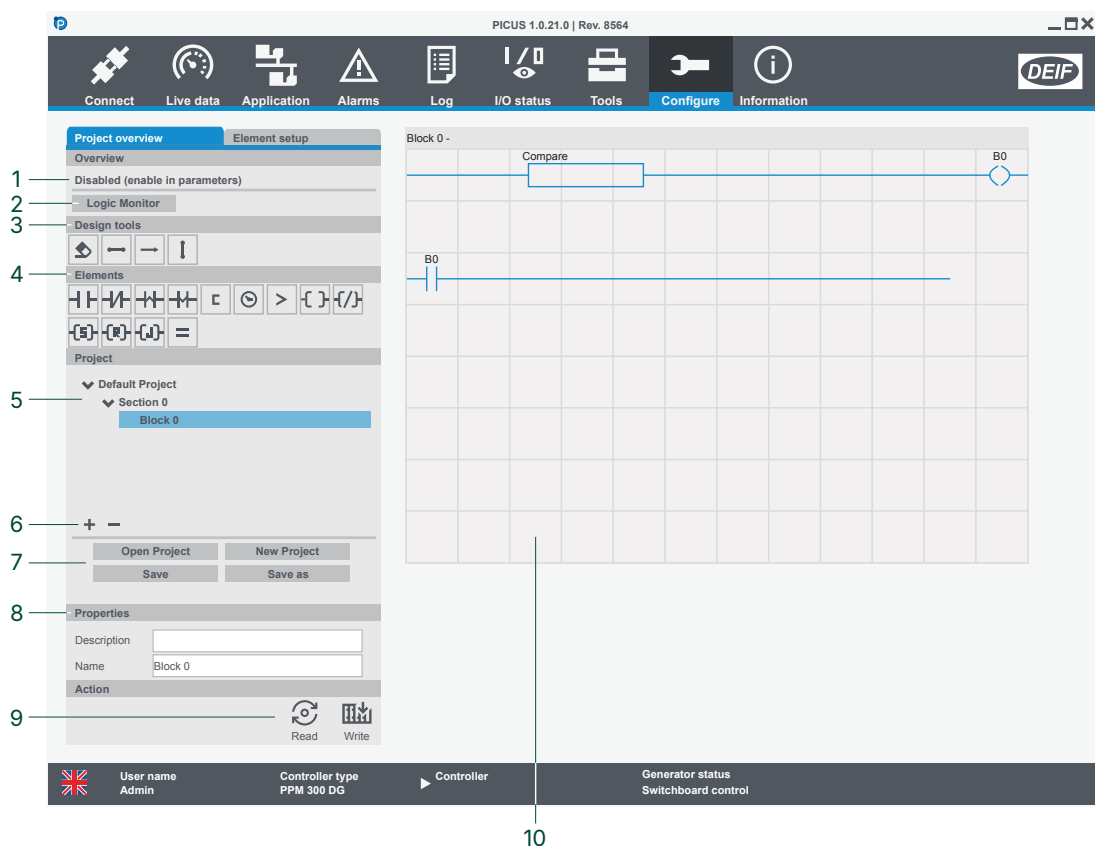 PICUS 1.0.21.0 | Rev. 8564
Connect
Live data
Application
Alarms
Log
I/O status
Tools
Configure
Information
DEIF
Project overview
Element setup
Overview
1
Disabled (enable in parameters)
2
Logic Monitor
3
Design tools
4
Elements
Project
5
Default Project
Section 0
Block 0
6
7
Open Project
New Project
Save
Save as
8
Properties
Description
Name
Block 0
Action
9
Read
Write
Block 0 -
Compare
B0
B0
User name
Admin
Controller type
PPM 300 DG
Controller
Generator status
Switchboard control
10